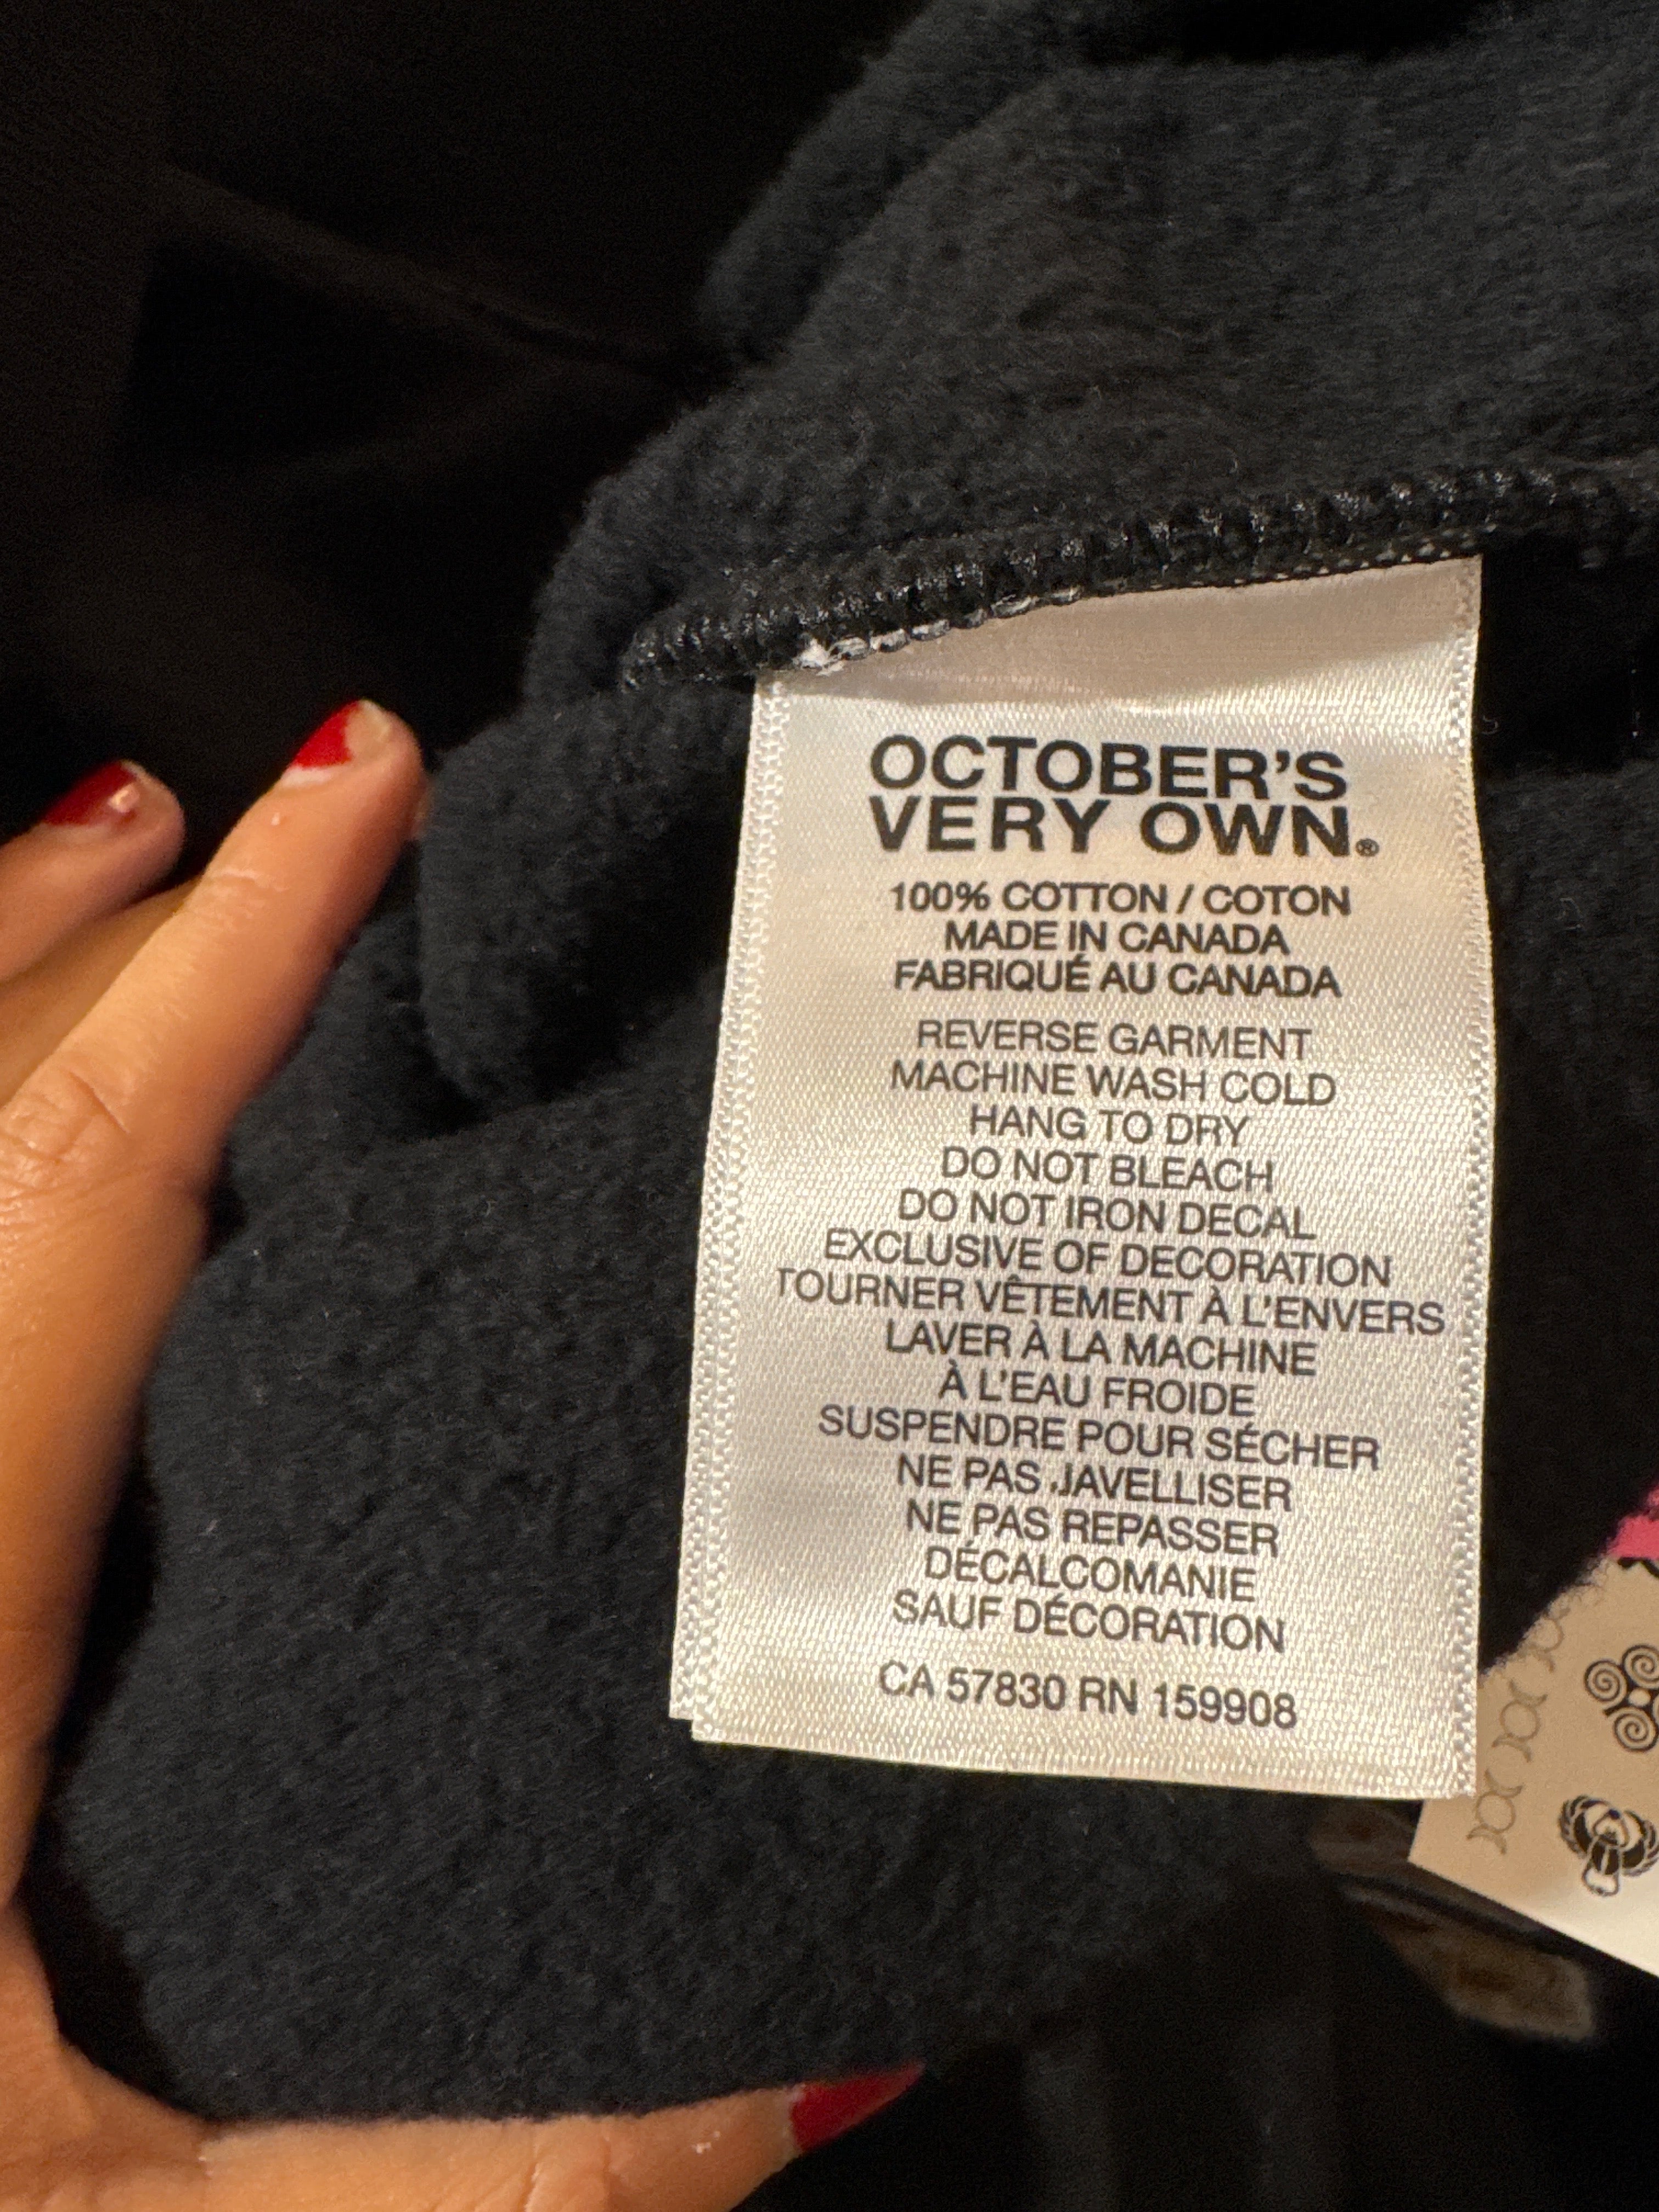 OCTOBER'S
VERY OWN®
100% COTTON / COTON
MADE IN CANADA
FABRIQUÉ AU CANADA
REVERSE GARMENT
MACHINE WASH COLD
HANG TO DRY
DO NOT BLEACH
DO NOT IRON DECAL
EXCLUSIVE OF DECORATION
TOURNER VÊTEMENT À L'ENVERS
LAVER À LA MACHINE
À L'EAU FROIDE
SUSPENDRE POUR SÉCHER
NE PAS JAVELLISER
NE PAS REPASSER
DÉCALCOMANIE
SAUF DÉCORATION
CA 57830 RN 159908